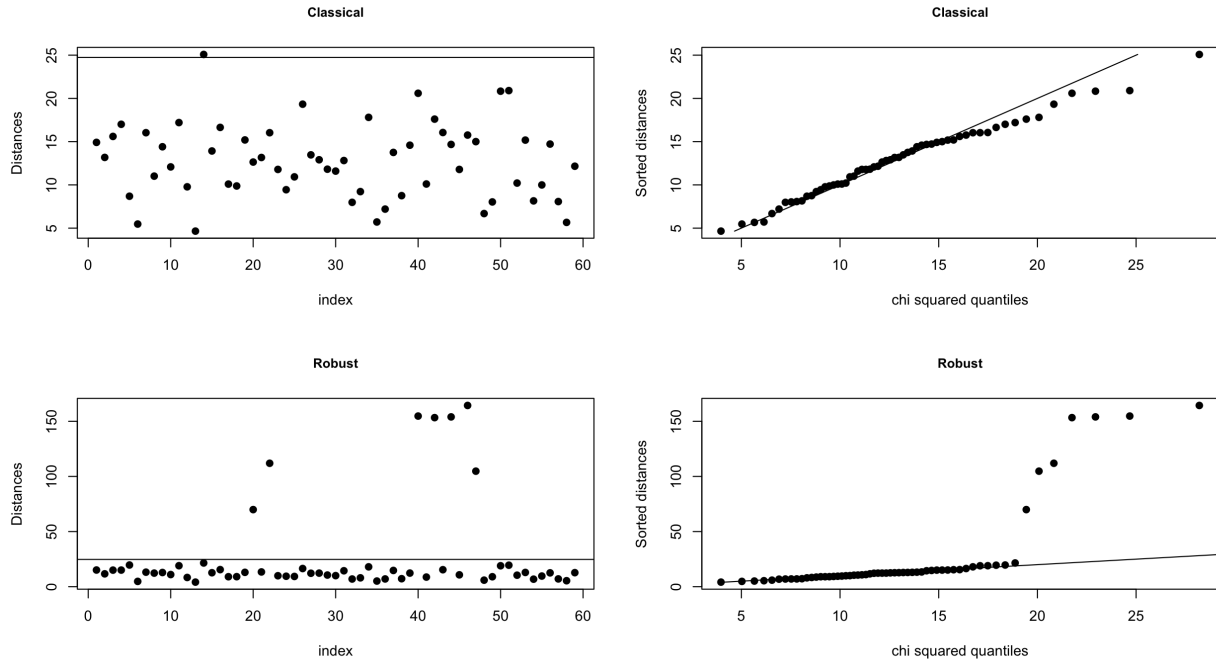 Classical
Distances
5 10 15 20 25
0 10 20 30 40 50 60
index
Classical
Sorted distances
5 10 15 20 25
5 10 15 20 25
chi squared quantiles
Robust
Distances
0 50 100 150
0 10 20 30 40 50 60
index
Robust
Sorted distances
0 50 100 150
5 10 15 20 25
chi squared quantiles